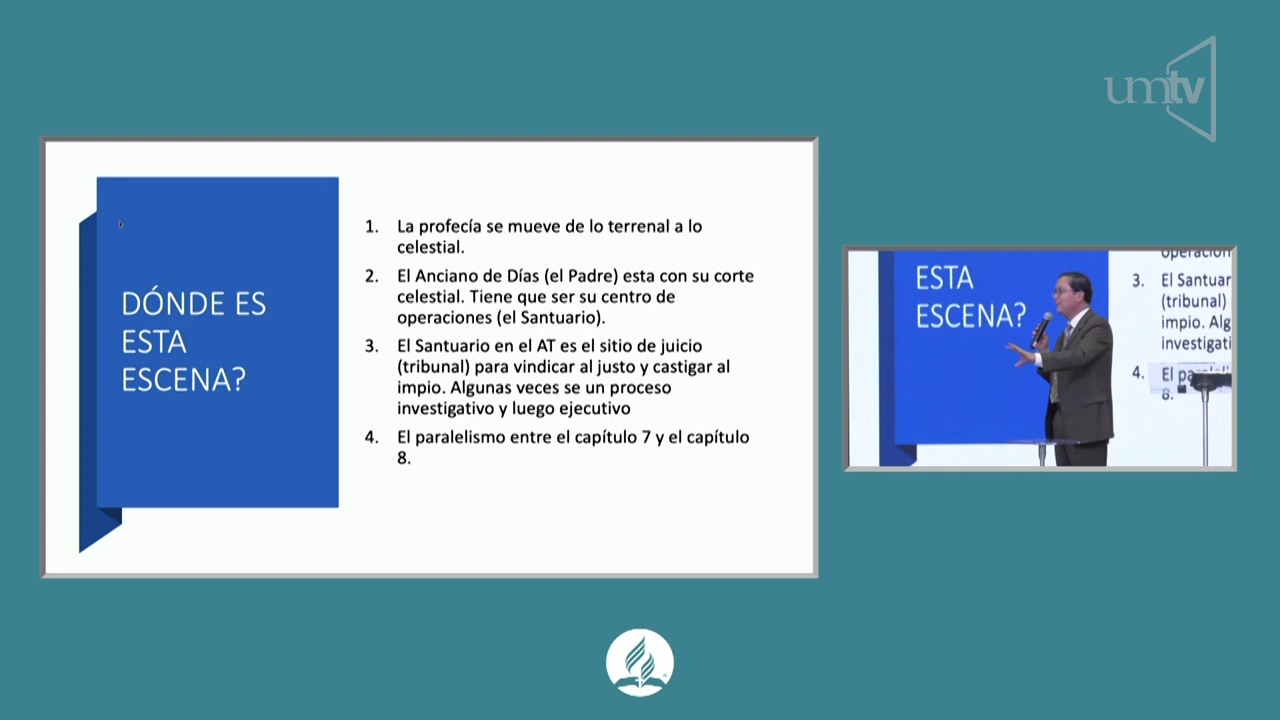 umtv
DÓNDE ES
ESTA
ESCENA?
1. La profecía se mueve de lo terrenal a lo
celestial.
2. El Anciano de Días (el Padre) esta con su corte
celestial. Tiene que ser su centro de
operaciones (el Santuario).
3. El Santuario en el AT es el sitio de juicio
(tribunal) para vindicar al justo y castigar al
impio. Algunas veces se un proceso
investigativo y luego ejecutivo
4. El paralelismo entre el capítulo 7 y el capítulo
8.
ESTA
ESCENA?
operacion
3. El Santuar
(tribunal)
impio. Alg
investigati
4. El
8.